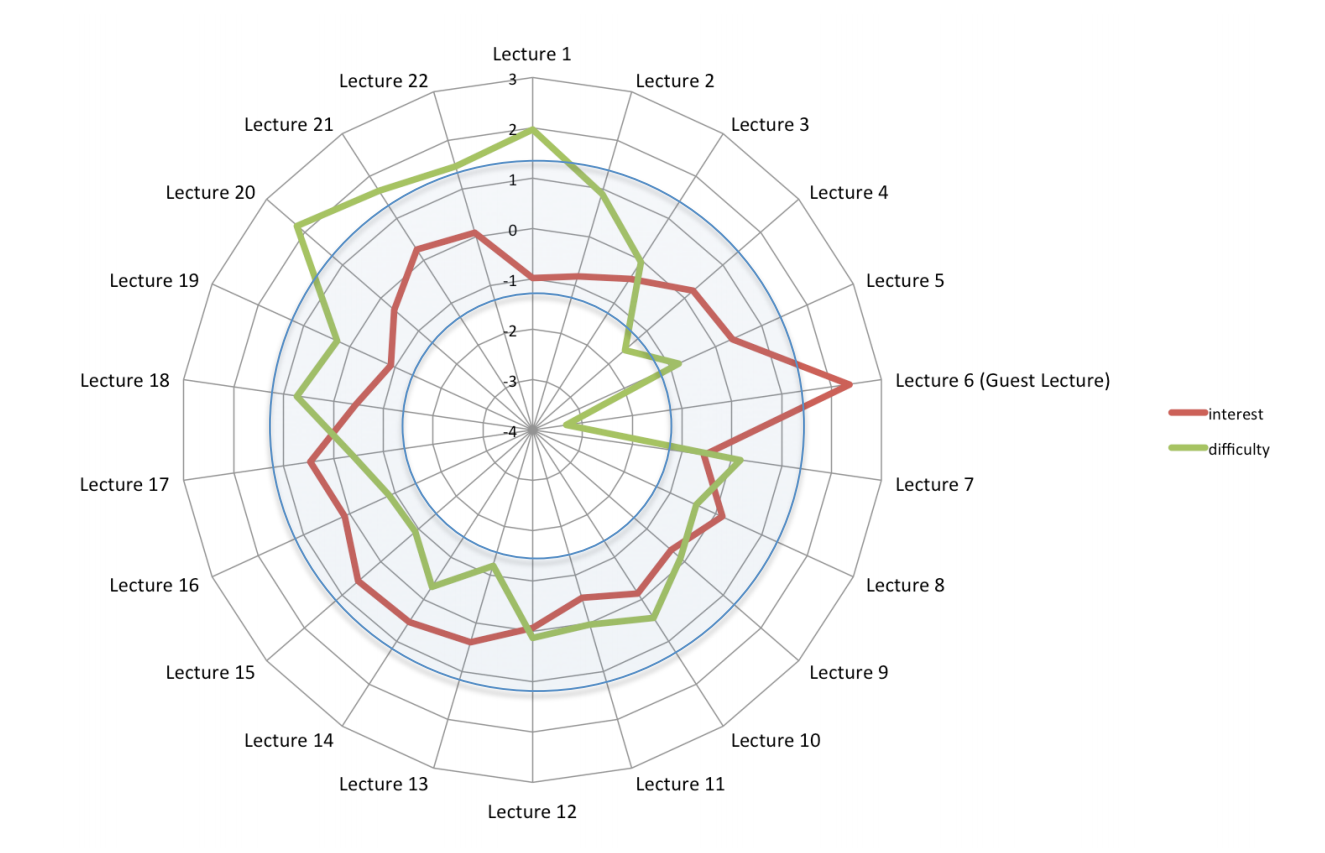 Lecture 1
Lecture 2
Lecture 3
Lecture 4
Lecture 5
Lecture 6 (Guest Lecture)
Lecture 7
Lecture 8
Lecture 9
Lecture 10
Lecture 11
Lecture 12
Lecture 13
Lecture 14
Lecture 15
Lecture 16
Lecture 17
Lecture 18
Lecture 19
Lecture 20
Lecture 21
Lecture 22
3
2
1
0
-1
-2
-3
-4
interest
difficulty